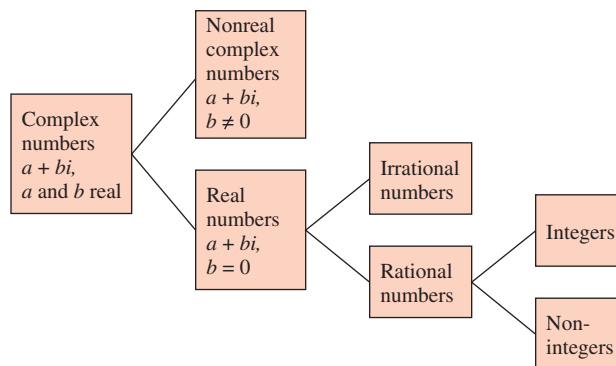 Nonreal
complex
numbers
a + bi,
b ≠ 0
Complex
numbers
a + bi,
a and b real
Real
numbers
a + bi,
b = 0
Irrational
numbers
Rational
numbers
Integers
Non-
integers